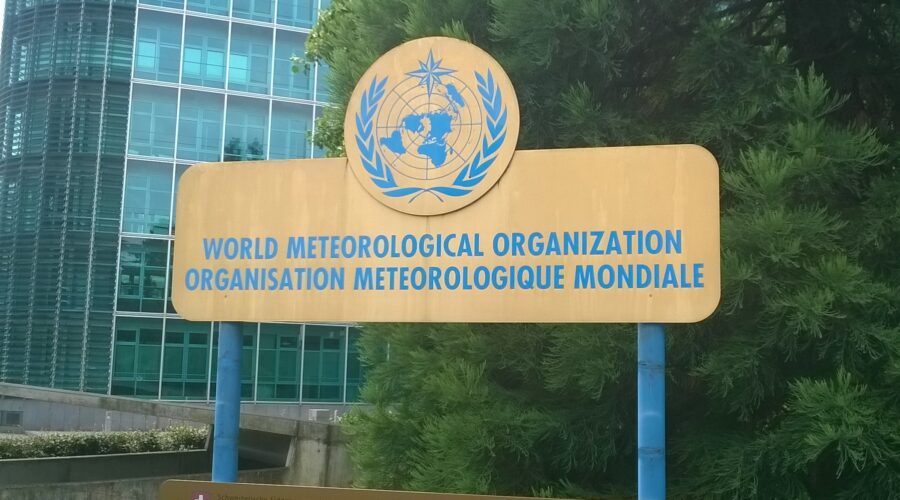 WORLD METEOROLOGICAL ORGANIZATION
ORGANISATION METEOROLOGIQUE MONDIALE